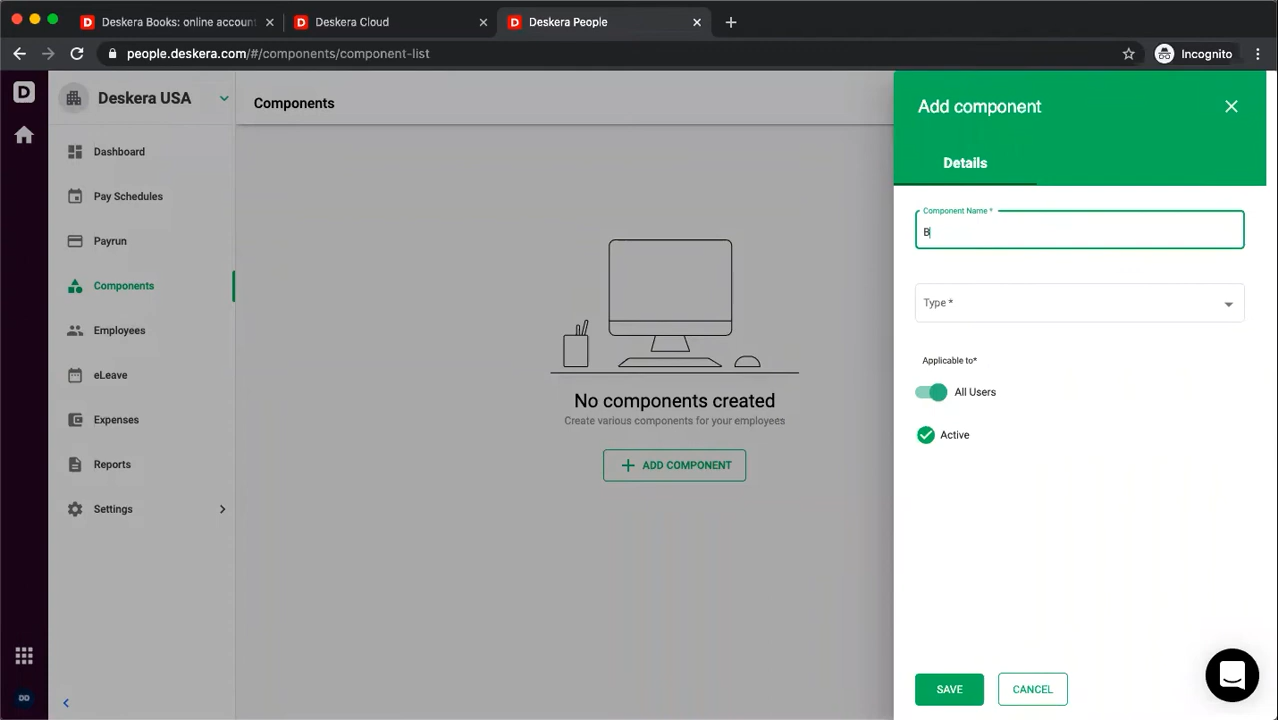 Deskera Books: online account
Deskera Cloud
Deskera People
people.deskera.com/#/components/component-list
Incognito
D
Deskera USA
Dashboard
Pay Schedules
Payrun
Components
Employees
eLeave
Expenses
Reports
Settings
DO
Components
No components created
Create various components for your employees
ADD COMPONENT
Add component
Details
Component Name *
B
Type *
Applicable to*
All Users
Active
SAVE
CANCEL